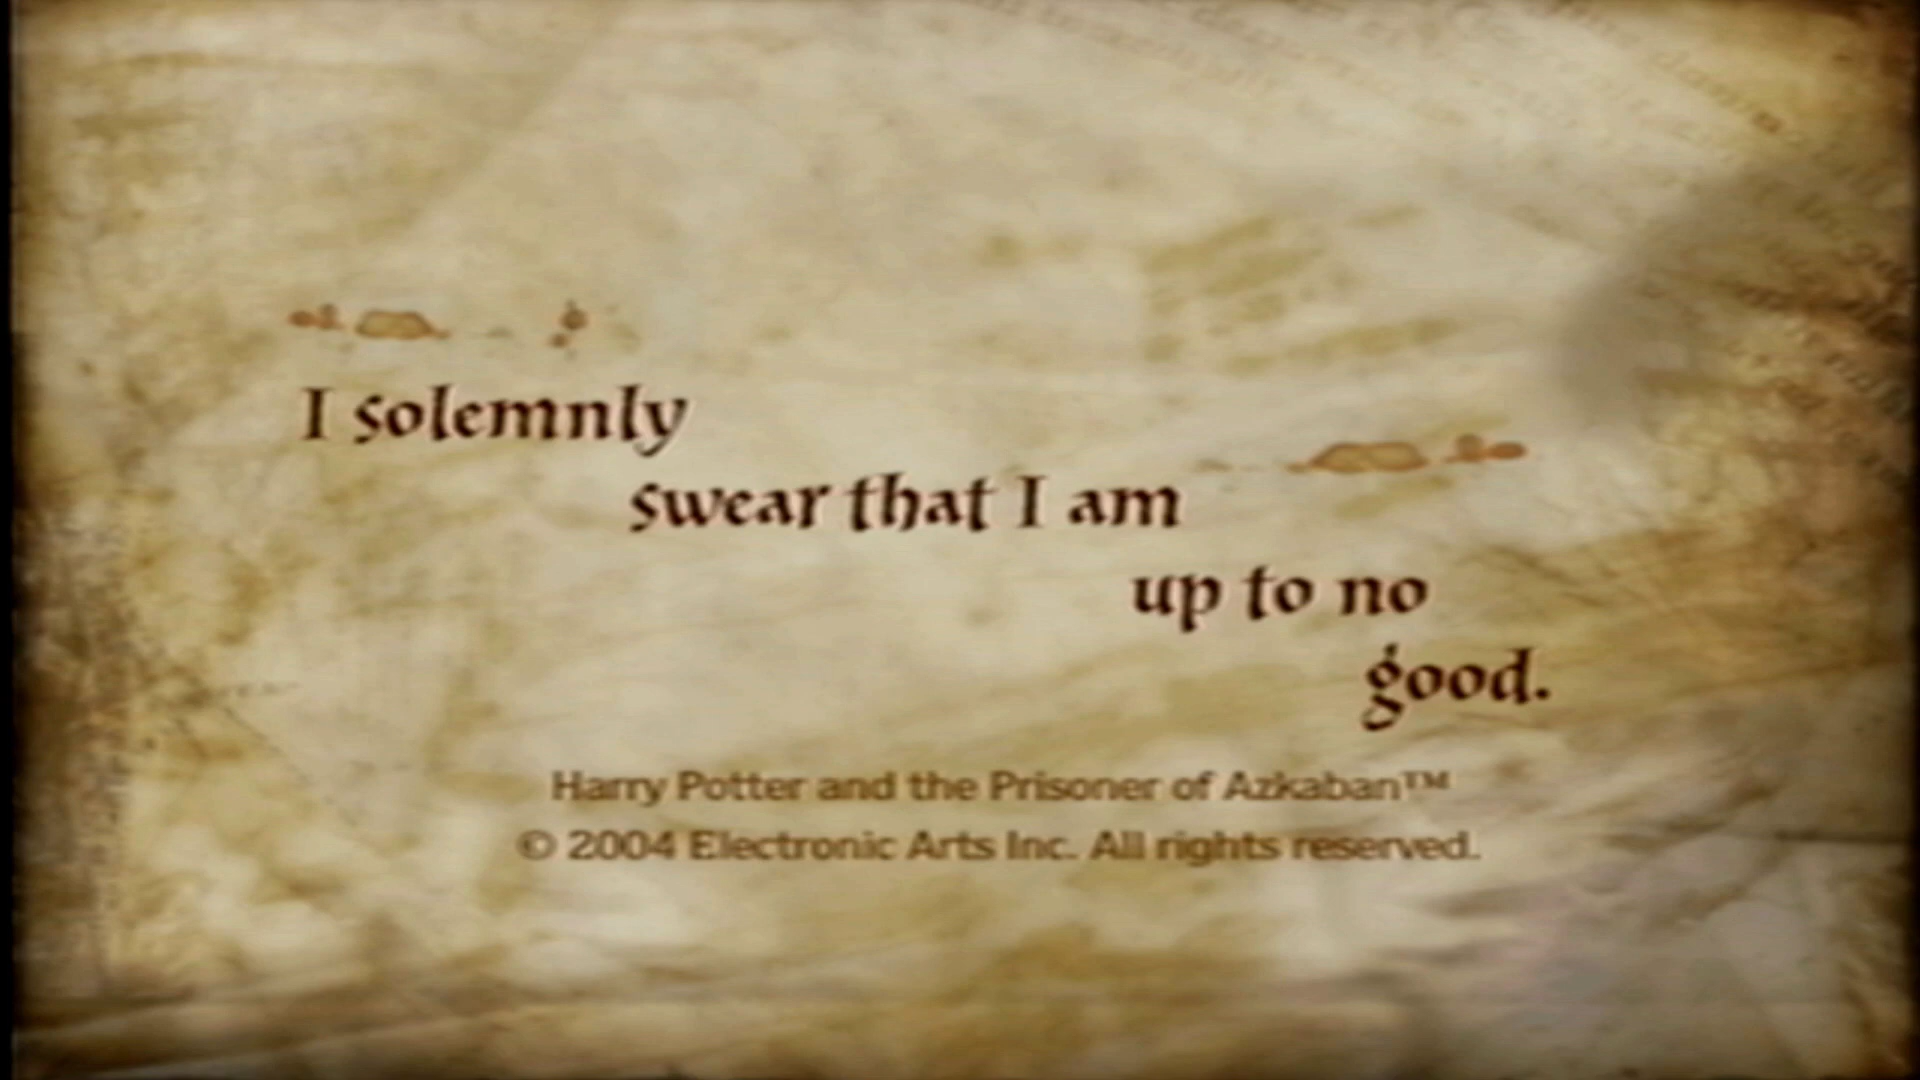 I solemnly
swear that I am
up to no
good.
Harry Potter and the Prisoner of Azkaban™
© 2004 Electronic Arts Inc. All rights reserved.